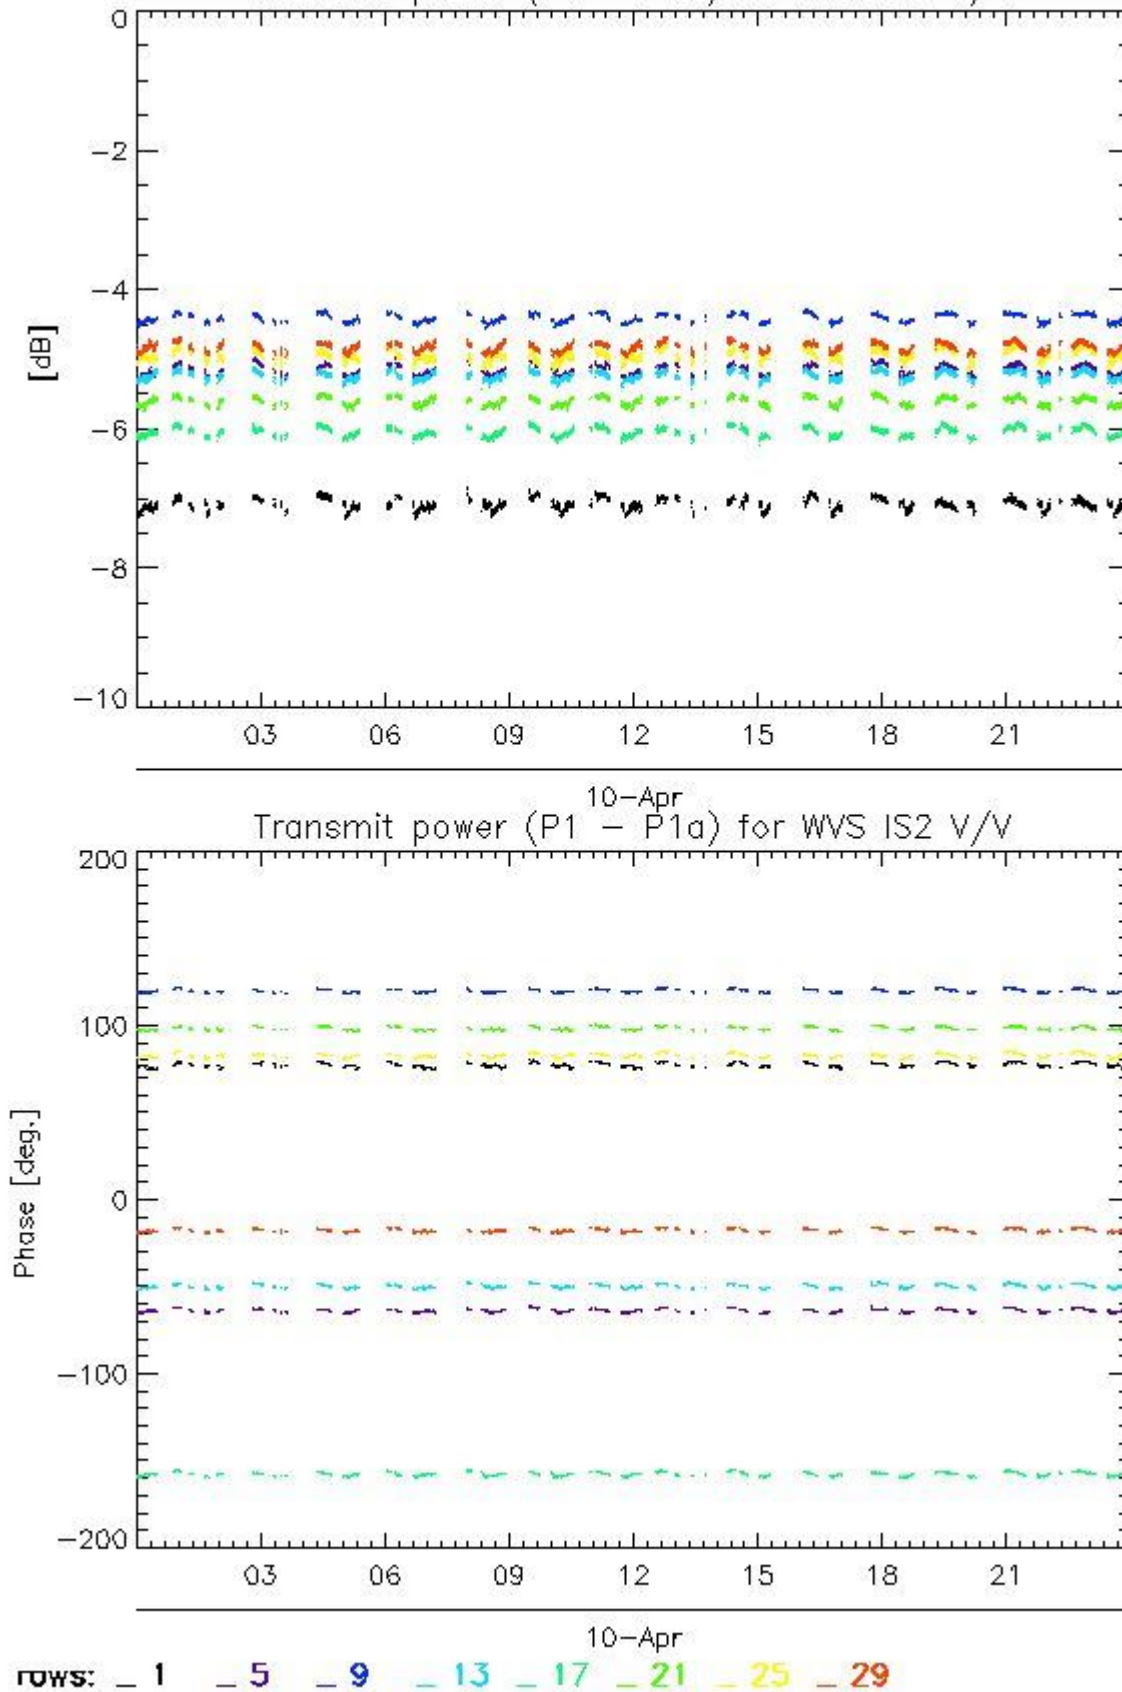 0
-2
-4
[dB]
-6
-8
-10
03 06 09 12 15 18 21
10-Apr
Transmit power (P1 - P1a) for WVS IS2 V/V
200
100
Phase [deg.]
0
-100
-200
03 06 09 12 15 18 21
10-Apr
rows: _ 1 _ 5 _ 9 _ 13 _ 17 _ 21 _ 25 _ 29